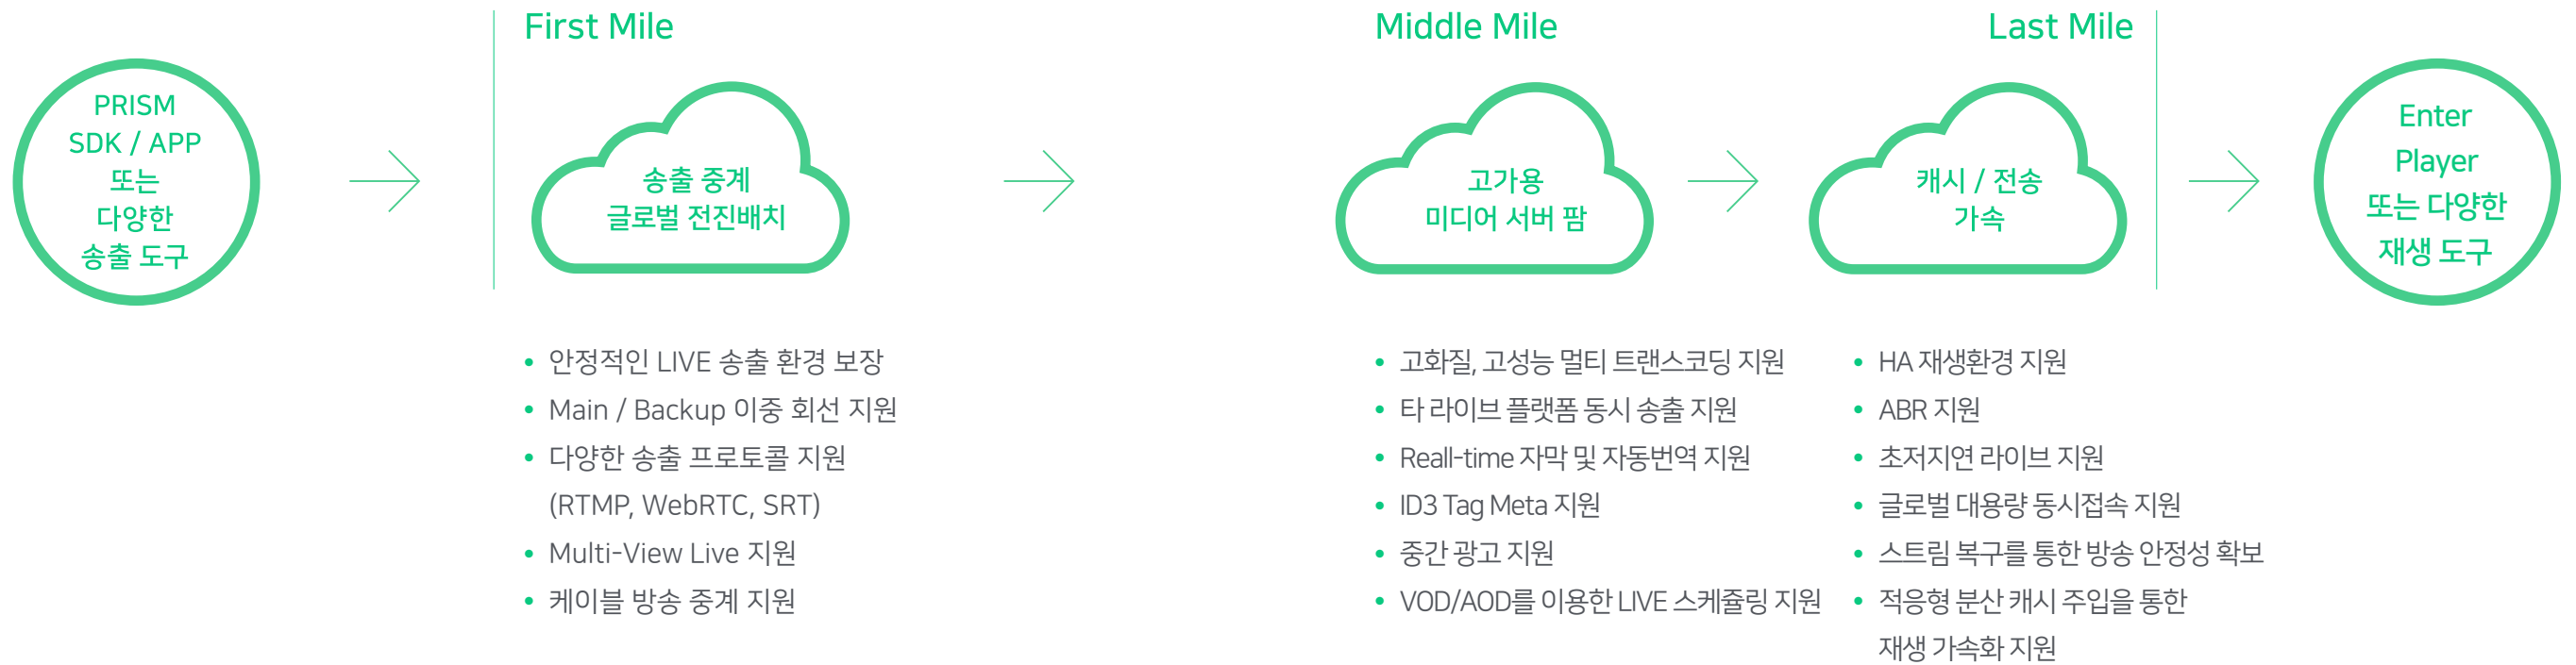 First Mile
Middle Mile
Last Mile
PRISM
SDK / APP
또는
다양한
송출 도구
송출 중계
글로벌 전진배치
고가용
미디어 서버 팜
캐시 / 전송
가속
Enter
Player
또는 다양한
재생 도구
• 안정적인 LIVE 송출 환경 보장
• Main / Backup 이중 회선 지원
• 다양한 송출 프로토콜 지원
(RTMP, WebRTC, SRT)
• Multi-View Live 지원
• 케이블 방송 중계 지원
• 고화질, 고성능 멀티 트랜스코딩 지원
• 타 라이브 플랫폼 동시 송출 지원
• Reall-time 자막 및 자동번역 지원
• ID3 Tag Meta 지원
• 중간 광고 지원
• VOD/AOD를 이용한 LIVE 스케쥴링 지원
• HA 재생환경 지원
• ABR 지원
• 초저지연 라이브 지원
• 글로벌 대용량 동시접속 지원
• 스트림 복구를 통한 방송 안정성 확보
• 적응형 분산 캐시 주입을 통한
재생 가속화 지원